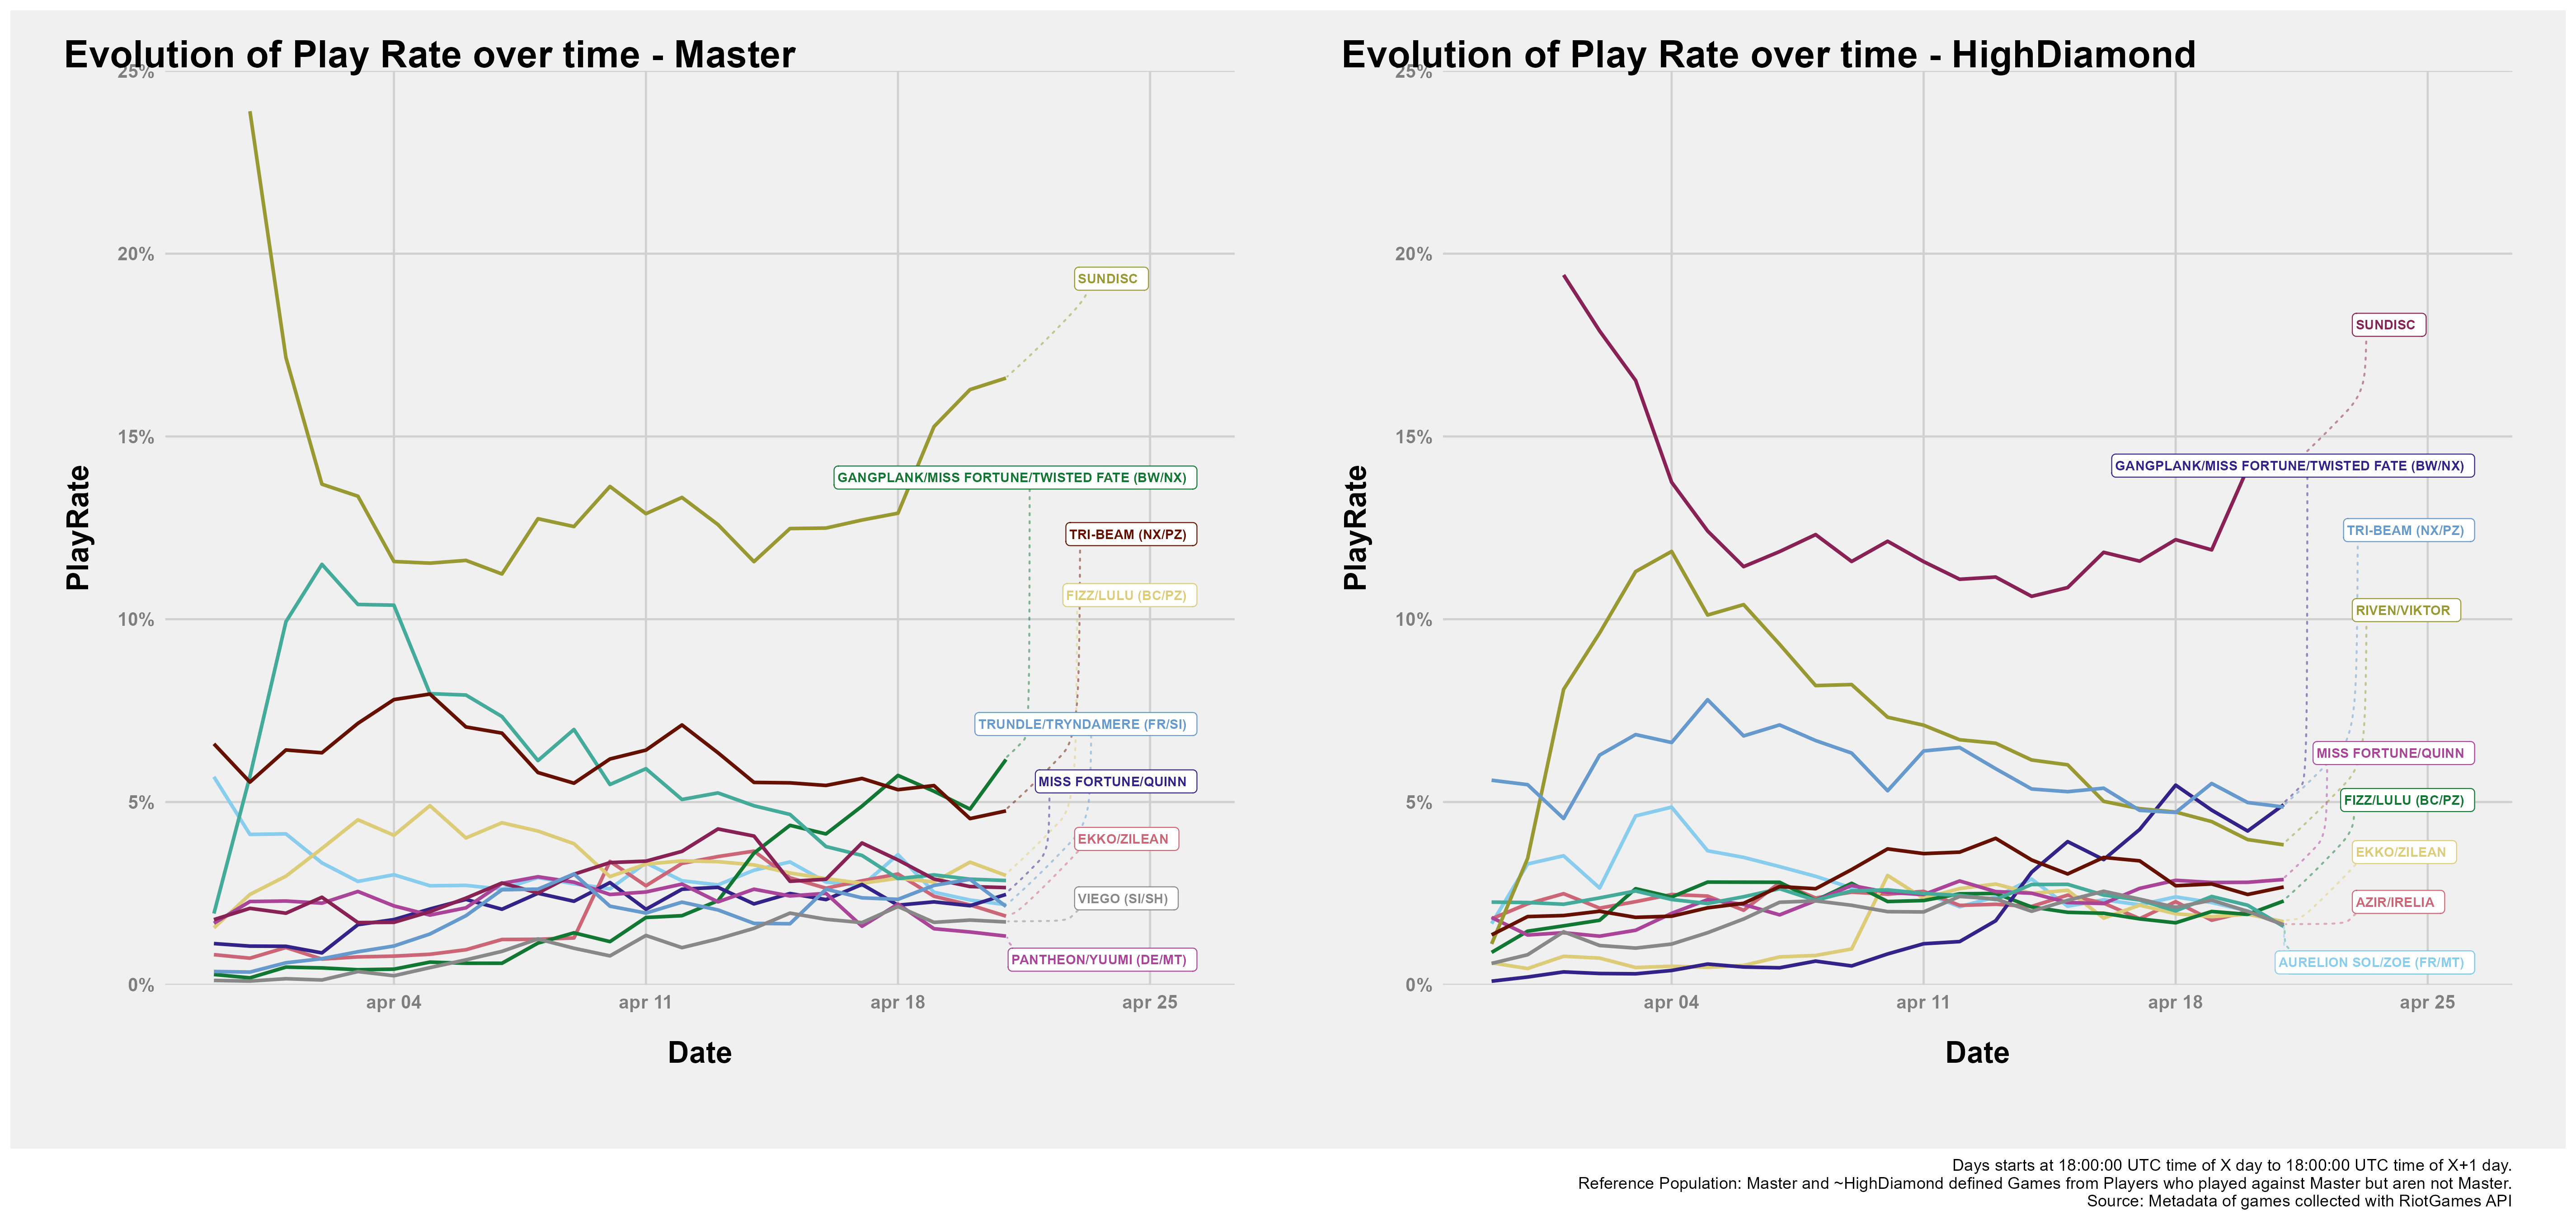 Evolution of Play Rate over time - Master
25%
20%
15%
10%
5%
0%
PlayRate
SUNDISC
GANGPLANK/MISS FORTUNE/TWISTED FATE (BW/NX)
TRI-BEAM (NX/PZ)
FIZZ/LULU (BC/PZ)
TRUNDLE/TRYNDAMERE (FR/SI)
MISS FORTUNE/QUINN
EKKO/ZILEAN
VIEGO (SI/SH)
PANTHEON/YUUMI (DE/MT)
apr 04
apr 11
apr 18
apr 25
Date
Evolution of Play Rate over time - HighDiamond
25%
20%
15%
10%
5%
0%
PlayRate
SUNDISC
GANGPLANK/MISS FORTUNE/TWISTED FATE (BW/NX)
TRI-BEAM (NX/PZ)
RIVEN/VIKTOR
MISS FORTUNE/QUINN
FIZZ/LULU (BC/PZ)
EKKO/ZILEAN
AZIR/IRELIA
AURELION SOL/ZOE (FR/MT)
apr 04
apr 11
apr 18
apr 25
Date
Days starts at 18:00:00 UTC time of X day to 18:00:00 UTC time of X+1 day.
Reference Population: Master and ~HighDiamond defined Games from Players who played against Master but aren not Master.
Source: Metadata of games collected with RiotGames API